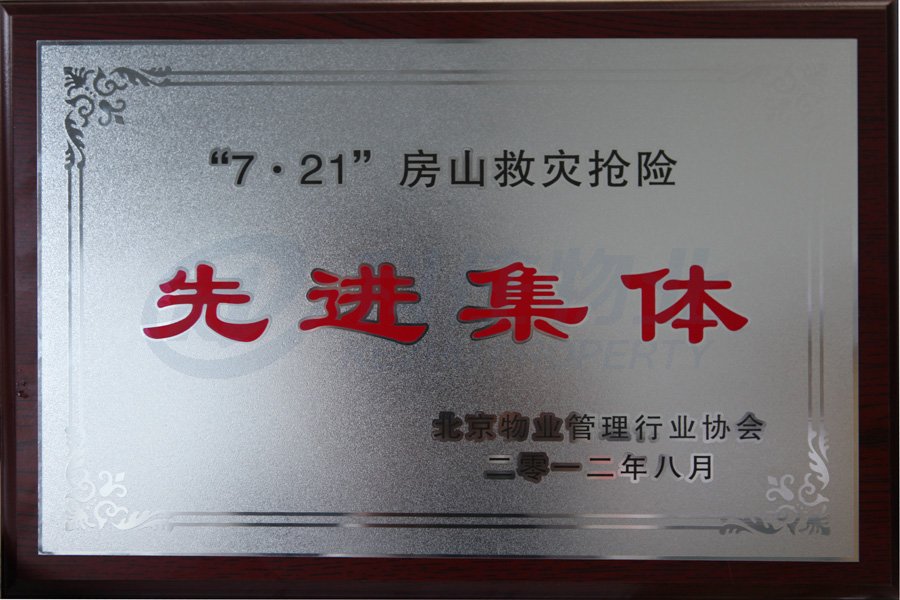 “7·21”房山救灾抢险
先进集体
北京物业管理行业协会
二零一二年八月